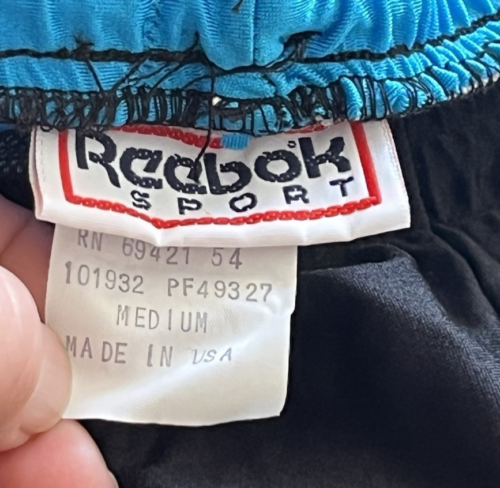 Reebok
SPORT
RN 69421 54
101932 PF49327
MEDIUM
MADE IN USA